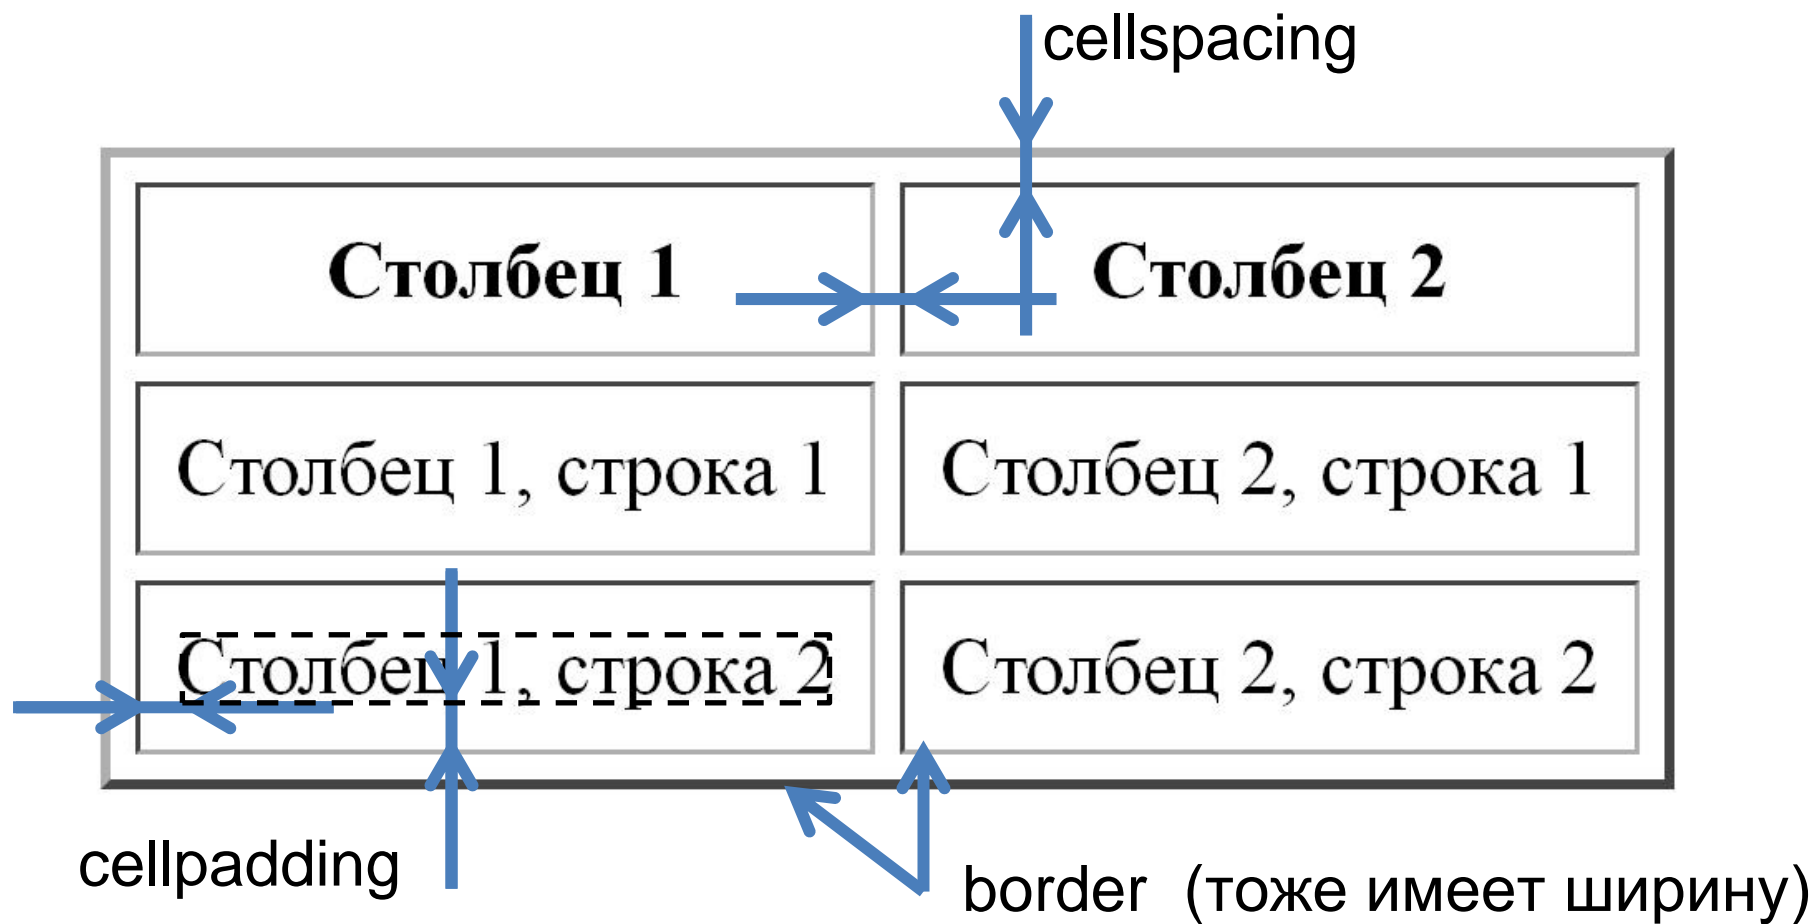 cellspacing
Столбец 1 Столбец 2
Столбец 1, строка 1 Столбец 2, строка 1
Столбец 1, строка 2 Столбец 2, строка 2
cellpadding
border (тоже имеет ширину)